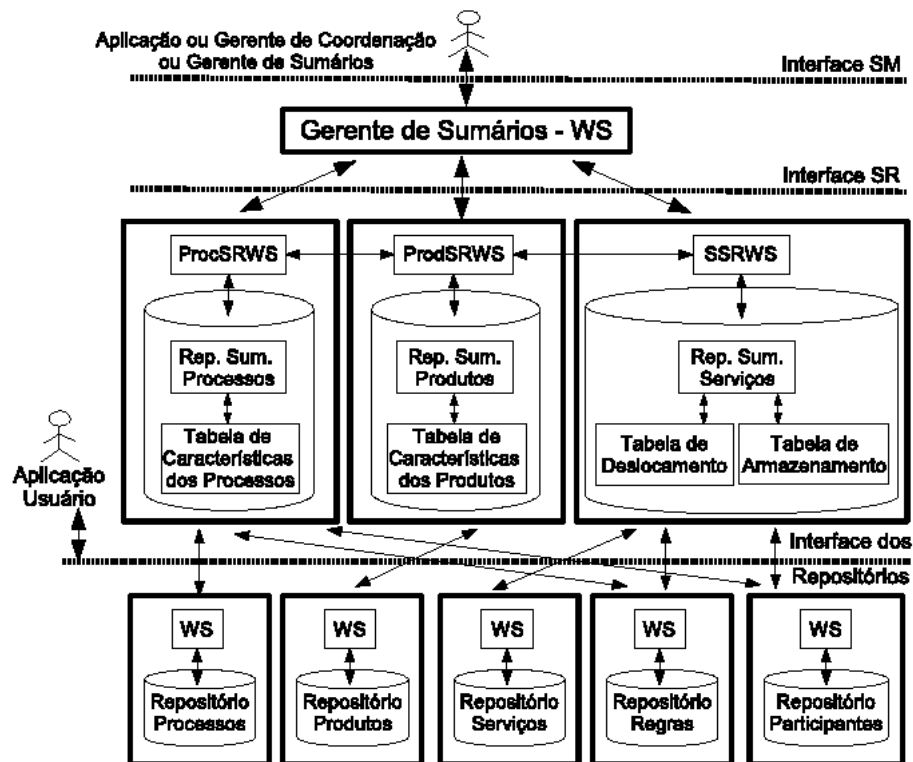 Aplicação ou Gerente de Coordenação
ou Gerente de Sumários
Interface SM
Gerente de Sumários - WS
Interface SR
ProcSRWS
ProdSRWS
SSRWS
Rep. Sum.
Processos
Rep. Sum.
Produtos
Rep. Sum.
Serviços
Tabela de
Características
dos Processos
Tabela de
Características
dos Produtos
Tabela de
Deslocamento
Tabela de
Armazenamento
Aplicação
Usuário
Interface dos
Repositórios
WS
WS
WS
WS
WS
Repositório
Processos
Repositório
Produtos
Repositório
Serviços
Repositório
Regras
Repositório
Participantes